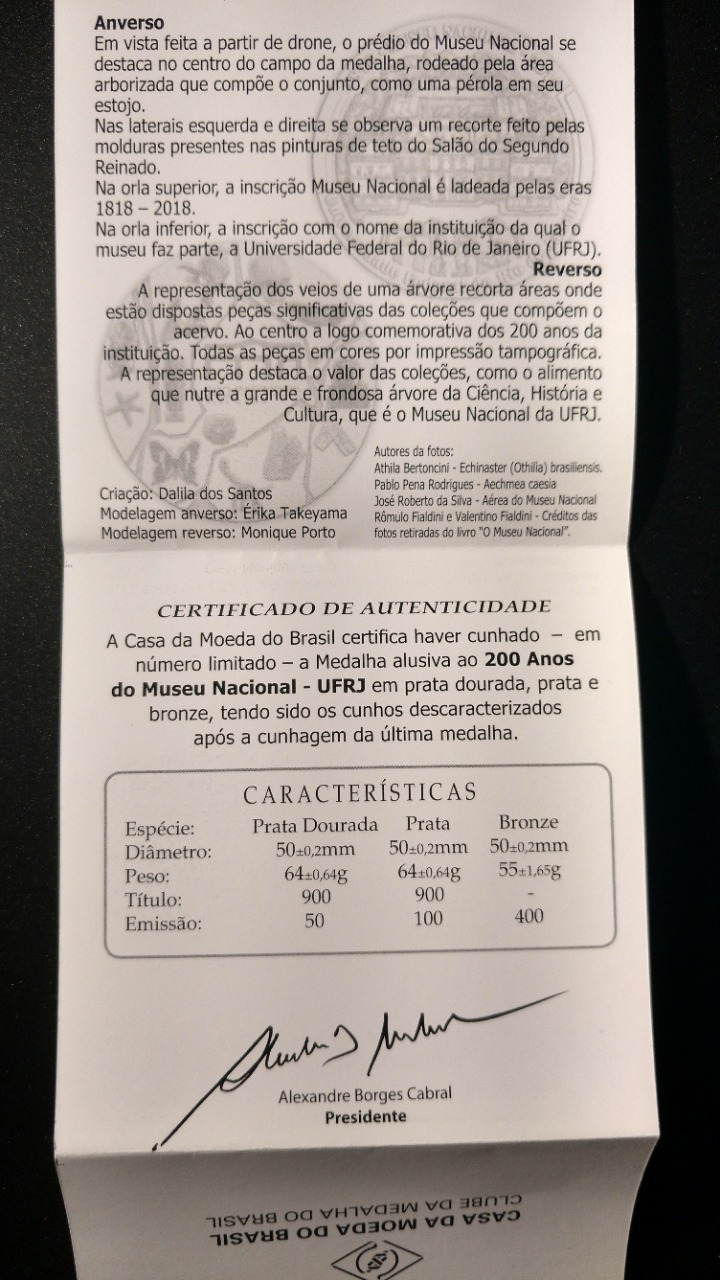 Anverso
Em vista feita a partir de drone, o prédio do Museu Nacional se
destaca no centro do campo da medalha, rodeado pela área
arborizada que compõe o conjunto, como uma pérola em seu
estojo.
Nas laterais esquerda e direita se observa um recorte feito pelas
molduras presentes nas pinturas de teto do Salão do Segundo
Reinado.
Na orla superior, a inscrição Museu Nacional é ladeada pelas eras
1818 – 2018.
Na orla inferior, a inscrição com o nome da instituição da qual o
museu faz parte, a Universidade Federal do Rio de Janeiro (UFRJ).
Reverso
A representação dos veios de uma árvore recorta áreas onde
estão dispostas peças significativas das coleções que compõem o
acervo. Ao centro a logo comemorativa dos 200 anos da
instituição. Todas as peças em cores por impressão tampográfica.
A representação destaca o valor das coleções, como o alimento
que nutre a grande e frondosa árvore da Ciência, História e
Cultura, que é o Museu Nacional da UFRJ.
Criação: Dalila dos Santos
Modelagem anverso: Érika Takeyama
Modelagem reverso: Monique Porto
Autores da fotos:
Athila Bertoncini - Echinaster (Othilia) brasiliensis.
Pablo Pena Rodrigues - Aechmea caesia
José Roberto da Silva - Aérea do Museu Nacional
Rômulo Fialdini e Valentino Fialdini - Créditos das
fotos retiradas do livro "O Museu Nacional".
CERTIFICADO DE AUTENTICIDADE
A Casa da Moeda do Brasil certifica haver cunhado – em
número limitado – a Medalha alusiva ao 200 Anos
do Museu Nacional - UFRJ em prata dourada, prata e
bronze, tendo sido os cunhos descaracterizados
após a cunhagem da última medalha.
CARACTERÍSTICAS
Espécie: Prata Dourada Prata Bronze
Diâmetro: 50±0,2mm 50±0,2mm 50±0,2mm
Peso: 64±0,64g 64±0,64g 55±1,65g
Título: 900 900 -
Emissão: 50 100 400
Alexandre Borges Cabral
Presidente
CLUBE DA MEDALHA DO BRASIL
CASA DA MOEDA DO BRASIL